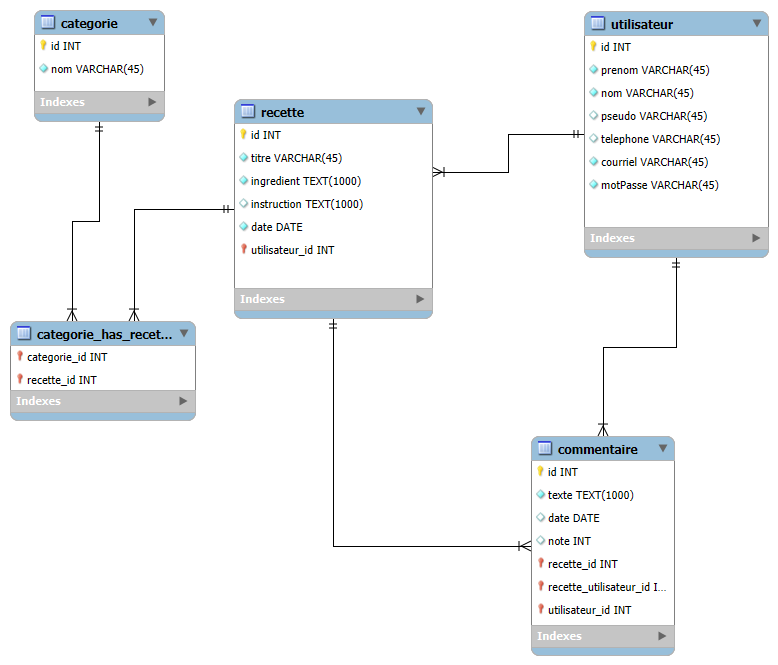 categorie
id INT
nom VARCHAR(45)
Indexes
recette
id INT
titre VARCHAR(45)
ingredient TEXT(1000)
instruction TEXT(1000)
date DATE
utilisateur_id INT
Indexes
utilisateur
id INT
prenom VARCHAR(45)
nom VARCHAR(45)
pseudo VARCHAR(45)
telephone VARCHAR(45)
courriel VARCHAR(45)
motPasse VARCHAR(45)
Indexes
categorie_has_recet...
categorie_id INT
recette_id INT
Indexes
commentaire
id INT
texte TEXT(1000)
date DATE
note INT
recette_id INT
recette_utilisateur_id I...
utilisateur_id INT
Indexes